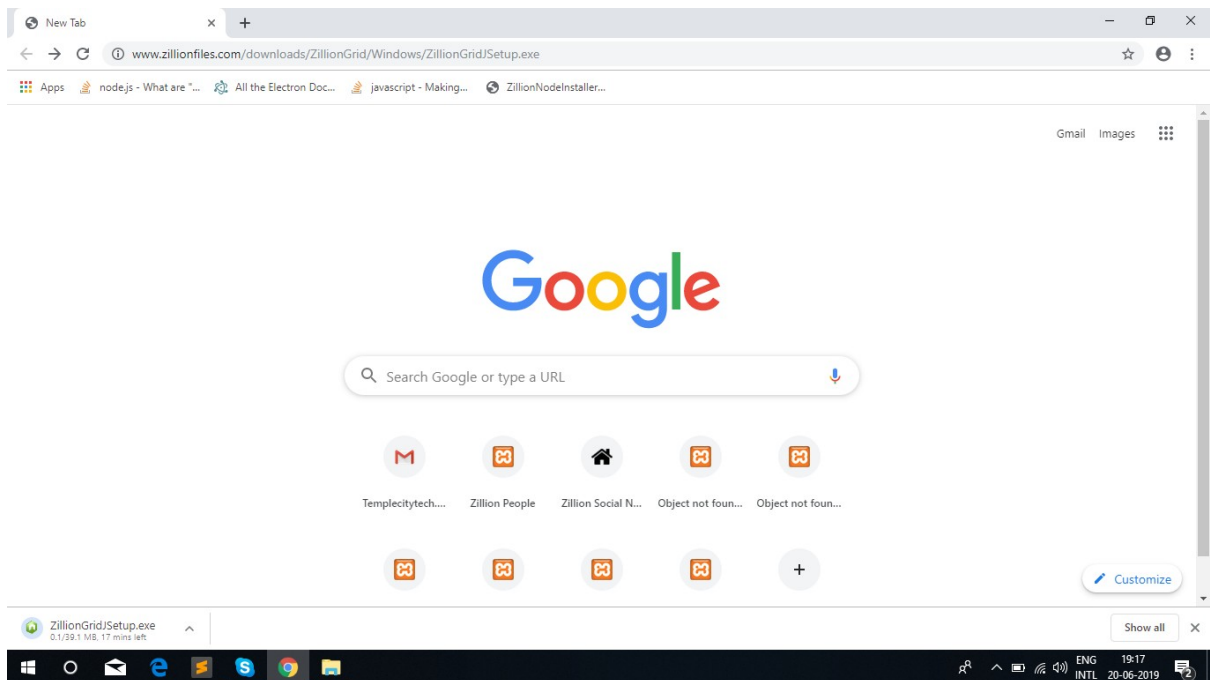 New Tab
www.zillionfiles.com/downloads/ZillionGrid/Windows/ZillionGridJSetup.exe
Apps node.js - What are "... All the Electron Doc... javascript - Making... ZillionNodeInstaller...
Gmail Images
Google
Search Google or type a URL
Templecitytech.... Zillion People Zillion Social N... Object not foun... Object not foun...
Customize
ZillionGridJSetup.exe
0.1/39.1 MB, 17 mins left
Show all
ENG 19:17
INTL 20-06-2019 2